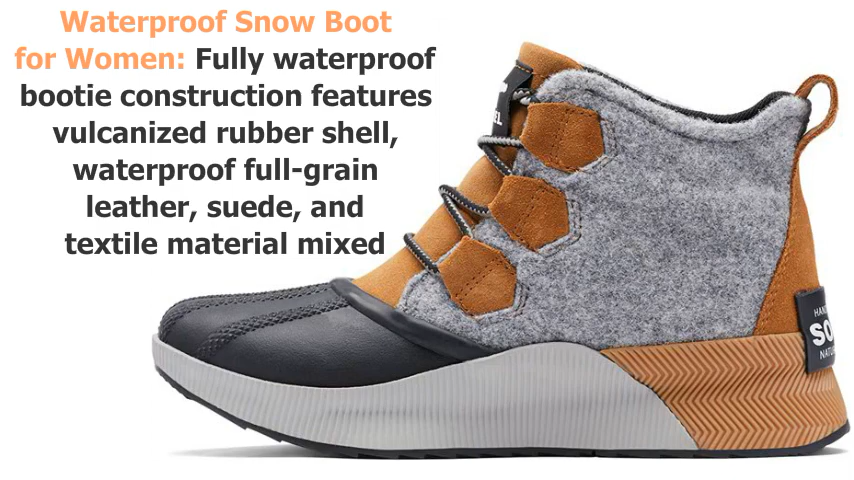 Waterproof Snow Boot
for Women: Fully waterproof
bootie construction features
vulcanized rubber shell,
waterproof full-grain
leather, suede, and
textile material mixed